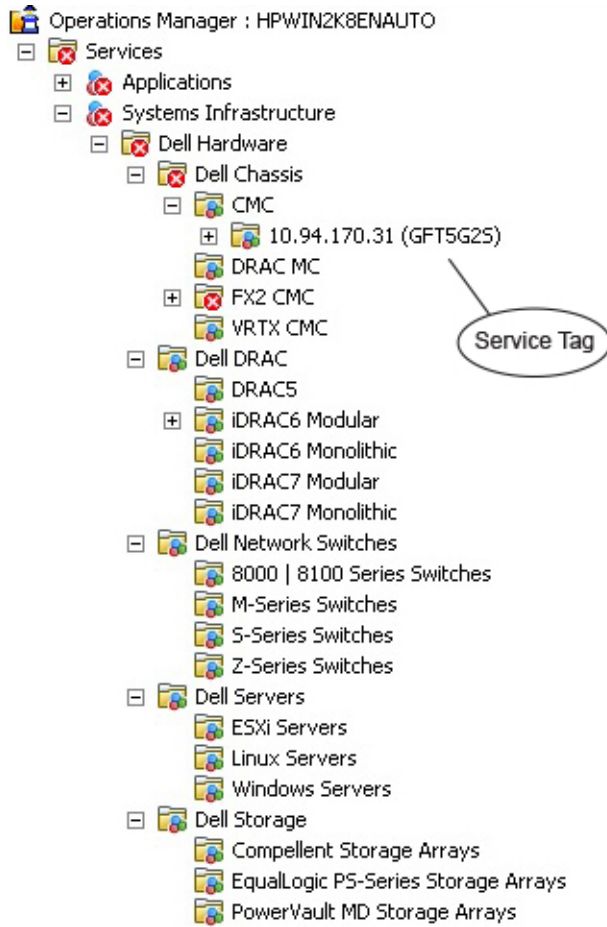 Operations Manager : HPWIN2K8ENAUTO
Services
Applications
Systems Infrastructure
Dell Hardware
Dell Chassis
CMC
10.94.170.31 (GFT5G2S)
DRAC MC
FX2 CMC
VRTX CMC
Service Tag
Dell DRAC
DRAC5
iDRAC6 Modular
iDRAC6 Monolithic
iDRAC7 Modular
iDRAC7 Monolithic
Dell Network Switches
8000 | 8100 Series Switches
M-Series Switches
S-Series Switches
Z-Series Switches
Dell Servers
ESXi Servers
Linux Servers
Windows Servers
Dell Storage
Compellent Storage Arrays
EqualLogic PS-Series Storage Arrays
PowerVault MD Storage Arrays